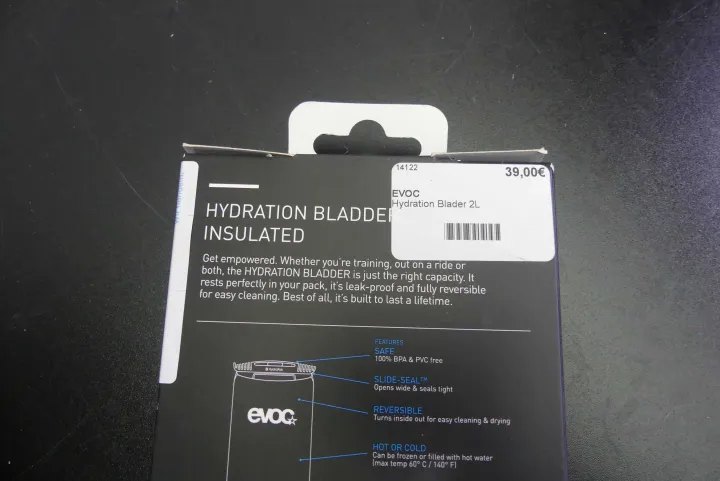 14122
39,00€
EVOC
Hydration Blader 2L
HYDRATION BLADDER
INSULATED
Get empowered. Whether you're training, out on a ride or
both, the HYDRATION BLADDER is just the right capacity. It
rests perfectly in your pack, it's leak-proof and fully reversible
for easy cleaning. Best of all, it's built to last a lifetime.
FEATURES
SAFE
100% BPA & PVC free
SLIDE-SEAL™
Opens wide & seals tight
evoc
REVERSIBLE
Turns inside out for easy cleaning & drying
HOT OR COLD
Can be frozen or filled with hot water
(max temp 60° C / 140° F)